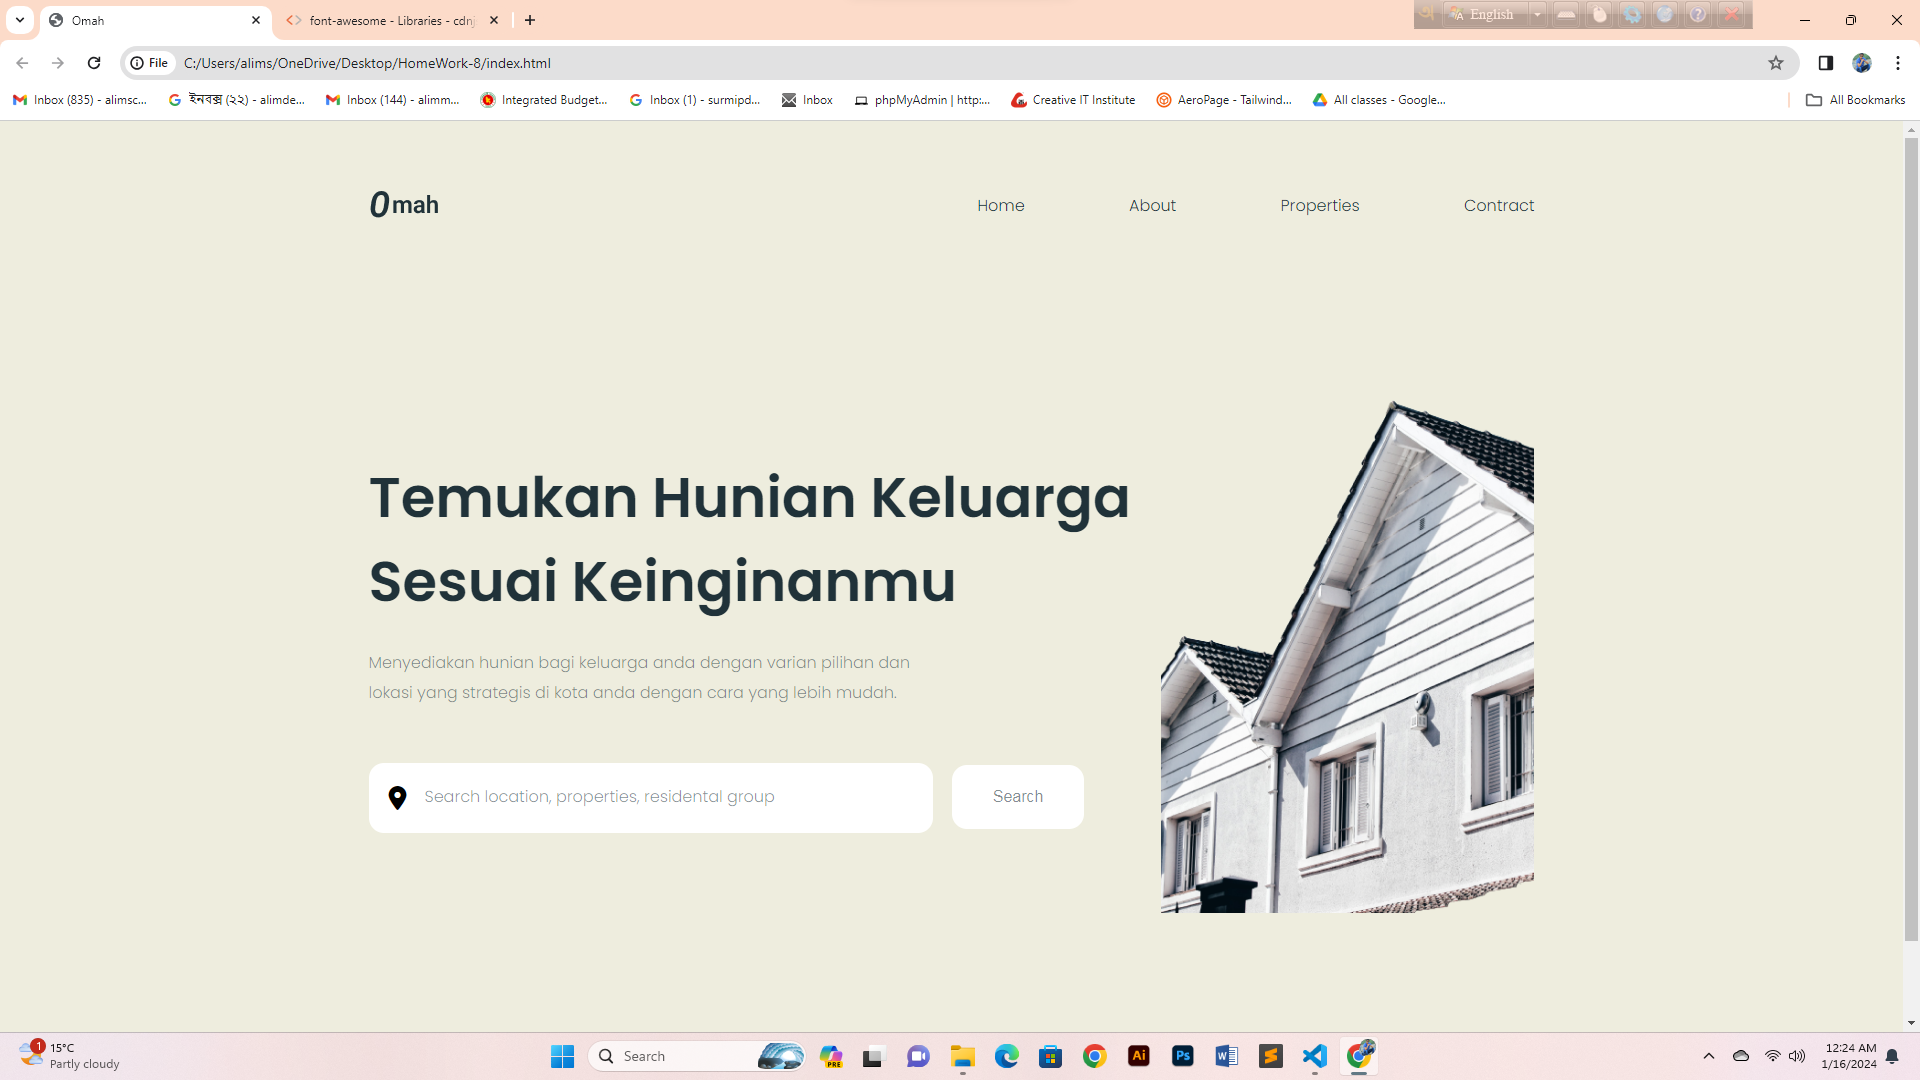 Omah
font-awesome - Libraries - cdnj
English
File
C:/Users/alims/OneDrive/Desktop/HomeWork-8/index.html
Inbox (835) - alimsc...
ইনবক্স (২২) - alimde...
Inbox (144) - alimm...
Integrated Budget...
Inbox (1) - surmipd...
Inbox
phpMyAdmin | http:...
Creative IT Institute
AeroPage - Tailwind...
All classes - Google...
All Bookmarks
Omah
Home
About
Properties
Contract
Temukan Hunian Keluarga
Sesuai Keinginanmu
Menyediakan hunian bagi keluarga anda dengan varian pilihan dan
lokasi yang strategis di kota anda dengan cara yang lebih mudah.
Search location, properties, residental group
Search
1
15°C
Partly cloudy
Search
PRE
Ai
Ps
12:24 AM
1/16/2024